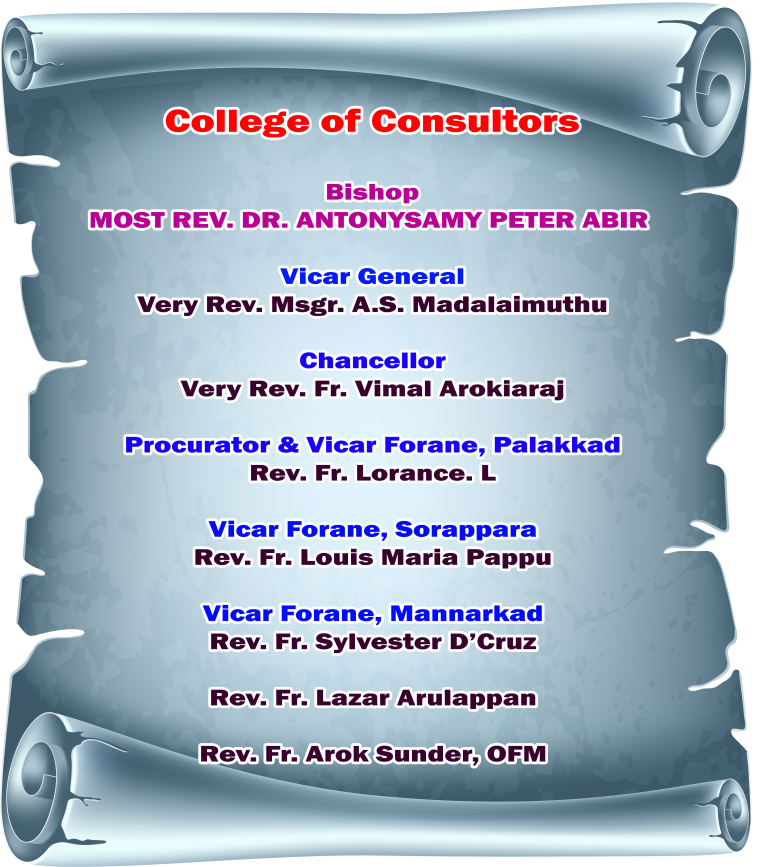 College of Consultors
Bishop
MOST REV. DR. ANTONYSAMY PETER ABIR
Vicar General
Very Rev. Msgr. A.S. Madalaimuthu
Chancellor
Very Rev. Fr. Vimal Arokiaraj
Procurator & Vicar Forane, Palakkad
Rev. Fr. Lorance. L
Vicar Forane, Sorappara
Rev. Fr. Louis Maria Pappu
Vicar Forane, Mannarkad
Rev. Fr. Sylvester D’Cruz
Rev. Fr. Lazar Arulappan
Rev. Fr. Arok Sunder, OFM